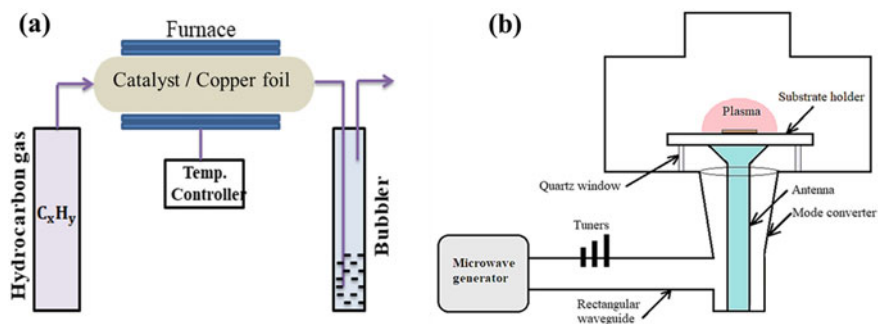 (a)
Furnace
Catalyst / Copper foil
Hydrocarbon gas
CₓHᵧ
Temp.
Controller
Bubbler
(b)
Plasma
Substrate holder
Quartz window
Antenna
Mode converter
Tuners
Microwave
generator
Rectangular
waveguide